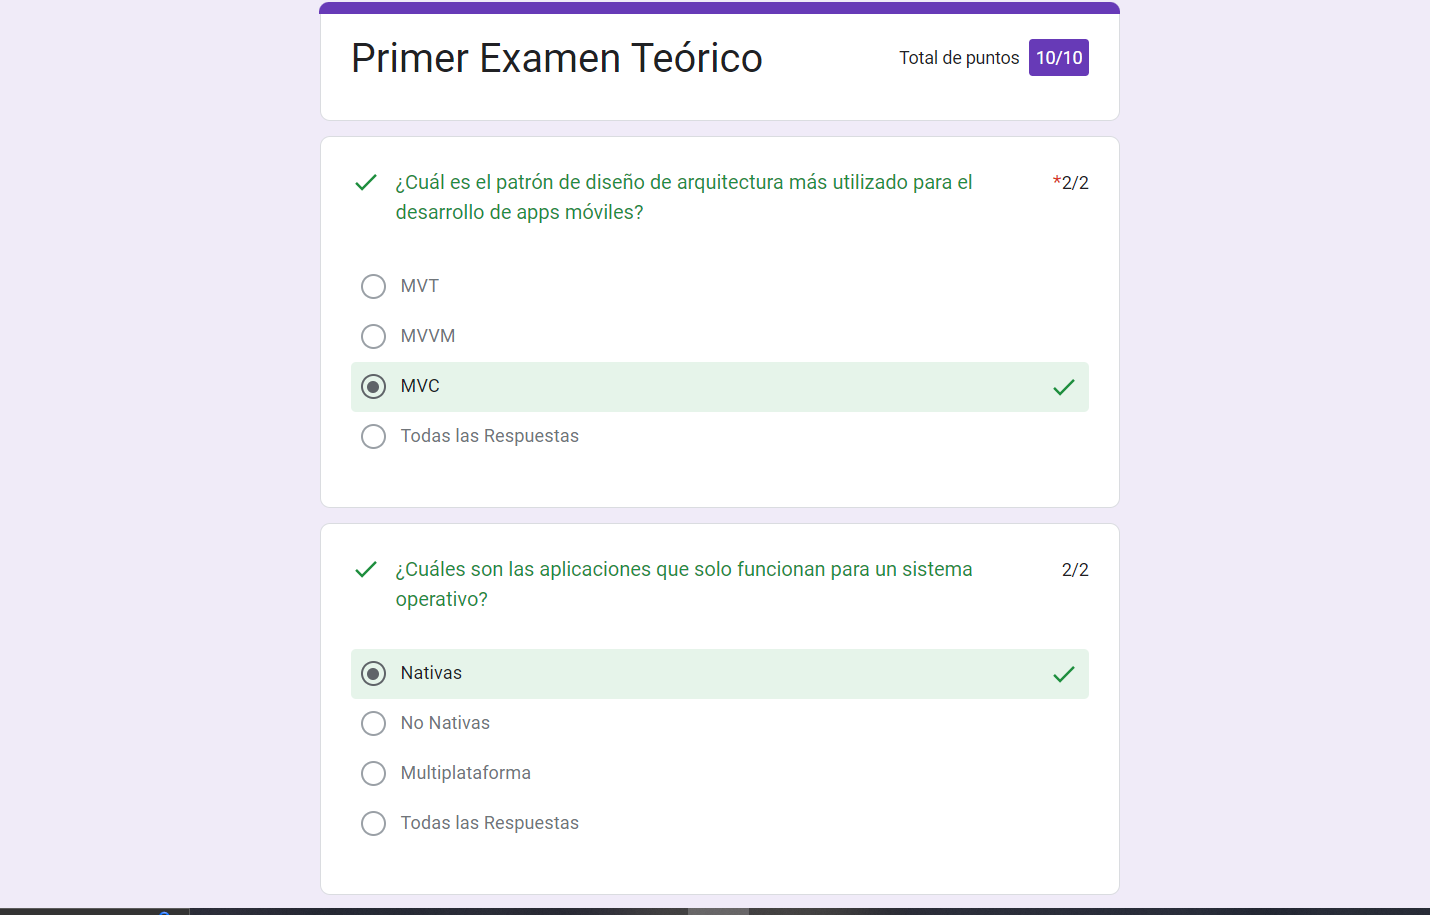 Primer Examen Teórico
Total de puntos 10/10
¿Cuál es el patrón de diseño de arquitectura más utilizado para el
*2/2
desarrollo de apps móviles?
MVT
MVVM
MVC
Todas las Respuestas
¿Cuáles son las aplicaciones que solo funcionan para un sistema
2/2
operativo?
Nativas
No Nativas
Multiplataforma
Todas las Respuestas